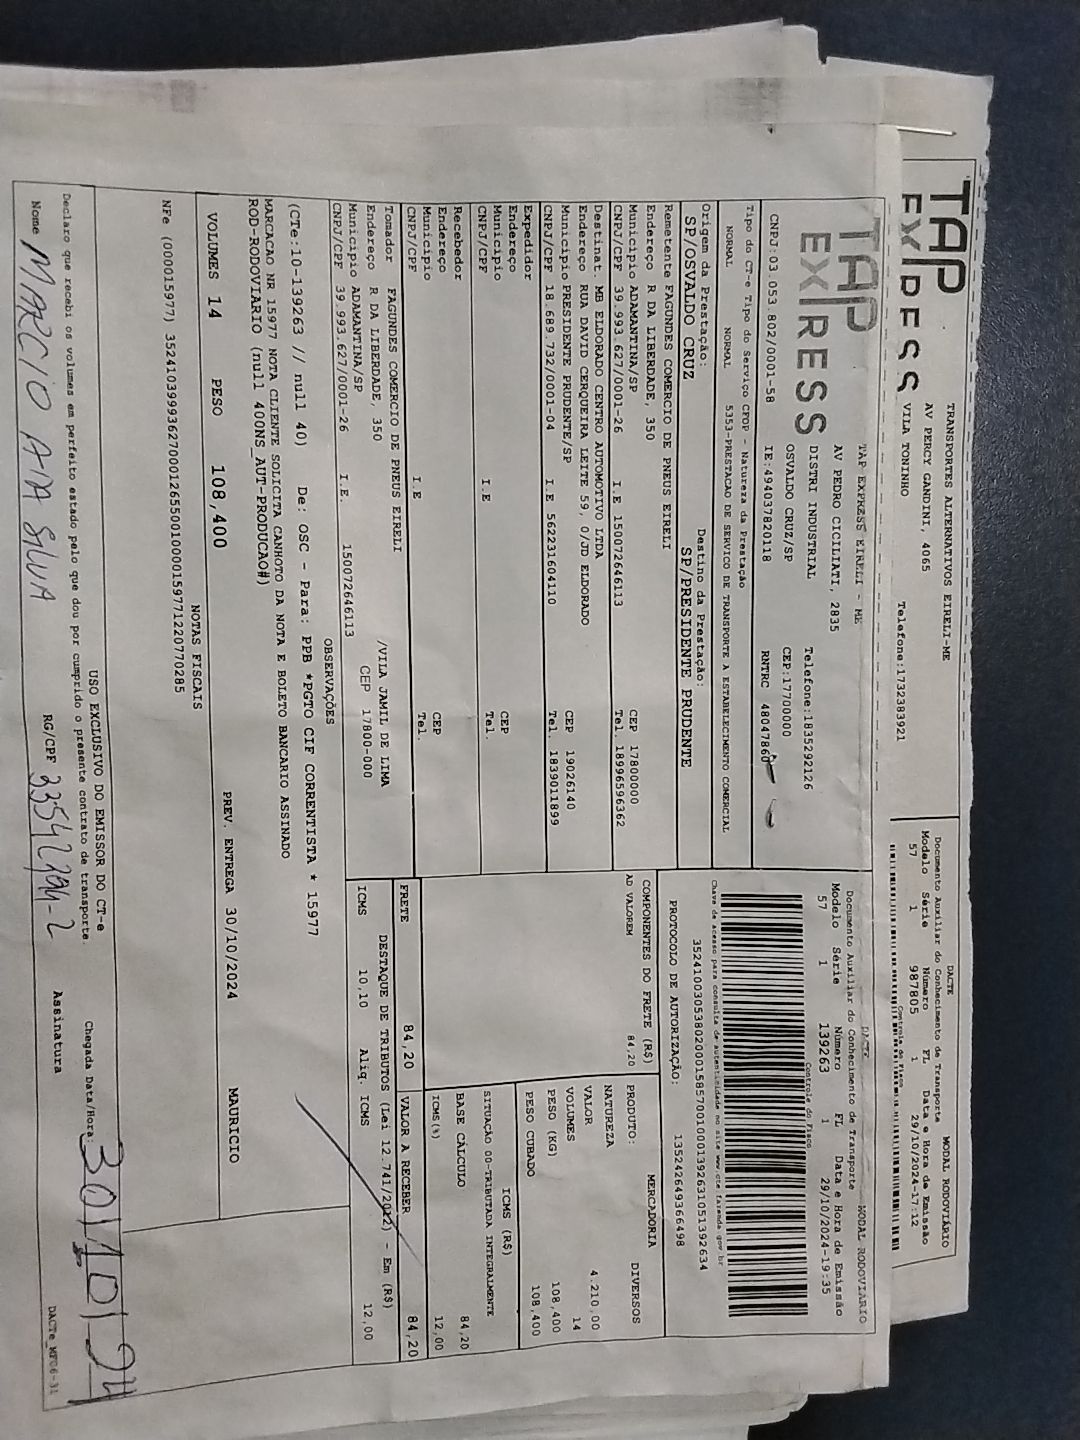 TAP
TRANSPORTES ALTERNATIVOS EIRELI-ME
AV PERCY GANDINI, 4065
VILA TONINHO
Telefone:1732383921
DACTE
MODAL RODOVIÁRIO
Documento Auxiliar do Conhecimento de Transporte
Modelo Série Número FL Data e Hora de Emissão
57 1 987805 1 29/10/2024-17:12
Controle do Fisco
TAP
EXPRESS
TAP EXPRESS EIRELI - ME
AV PEDRO CICILIATI, 2835
DISTRI INDUSTRIAL Telefone:1835292126
OSVALDO CRUZ/SP CEP:17700000
CNPJ:03.053.802/0001-58 IE:494037820118 RNTRC 48047860
DACTE MODAL RODOVIÁRIO
Documento Auxiliar do Conhecimento de Transporte
Modelo Série Número FL Data e Hora de Emissão
57 1 139263 1 29/10/2024-19:35
Controle do Fisco
Tipo do CT-e Tipo do Serviço CFOP - Natureza da Prestação
NORMAL NORMAL 5353-PRESTACAO DE SERVICO DE TRANSPORTE A ESTABELECIMENTO COMERCIAL
Chave de acesso para consulta de autenticidade no site www.cte.fazenda.gov.br
35241003053802000158570010001392631051392634
PROTOCOLO DE AUTORIZAÇÃO: 135242649366498
Origem da Prestação: Destino da Prestação:
SP/OSVALDO CRUZ SP/PRESIDENTE PRUDENTE
Remetente FAGUNDES COMERCIO DE PNEUS EIRELI
Endereço R DA LIBERDADE, 350
Município ADAMANTINA/SP CEP 17800000
CNPJ/CPF 39.993.627/0001-26 I.E 150072646113 Tel. 18996596362
Destinat. MB ELDORADO CENTRO AUTOMOTIVO LTDA
Endereço RUA DAVID CERQUEIRA LEITE 59, 0/JD ELDORADO
Município PRESIDENTE PRUDENTE/SP CEP 19026140
CNPJ/CPF 18.689.732/0001-04 I.E 562231604110 Tel. 1839011899
Expedidor
Endereço
Município CEP
CNPJ/CPF I.E Tel.
Recebedor
Endereço
Município CEP
CNPJ/CPF I.E Tel.
Tomador FAGUNDES COMERCIO DE PNEUS EIRELI
Endereço R DA LIBERDADE, 350 /VILA JAMIL DE LIMA
Município ADAMANTINA/SP CEP 17800-000
CNPJ/CPF 39.993.627/0001-26 I.E. 150072646113
COMPONENTES DO FRETE (R$)
AD VALOREM 84,20
PRODUTO: MERCADORIA DIVERSOS
NATUREZA
VALOR 4.210,00
VOLUMES 14
PESO (KG) 108,400
PESO CUBADO 108,400
ICMS (R$)
SITUAÇÃO 00-TRIBUTADA INTEGRALMENTE
BASE CÁLCULO 84,20
ICMS(%) 12,00
FRETE 84,20 VALOR A RECEBER 84,20
DESTAQUE DE TRIBUTOS (Lei 12.741/2012) - Em (R$)
ICMS 10,10 Aliq. ICMS 12,00
OBSERVAÇÕES
(CTe:10-139263 // null 40) De: OSC - Para: PPB *PGTO CIF CORRENTISTA * 15977
MARCACAO NR 15977 NOTA CLIENTE SOLICITA CANHOTO DA NOTA E BOLETO BANCARIO ASSINADO
ROD-RODOVIARIO (null 400NS_AUT-PRODUCAO#)
VOLUMES 14 PESO 108,400 PREV. ENTREGA 30/10/2024 MAURICIO
NOTAS FISCAIS
NFe (000015977) 35241039993627000126550010000159771220770285
USO EXCLUSIVO DO EMISSOR DO CT-e
Declaro que recebi os volumes em perfeito estado pelo que dou por cumprido o presente contrato de transporte.
Chegada Data/Hora: 30/10/24
Nome MARCIO RG/CPF Assinatura